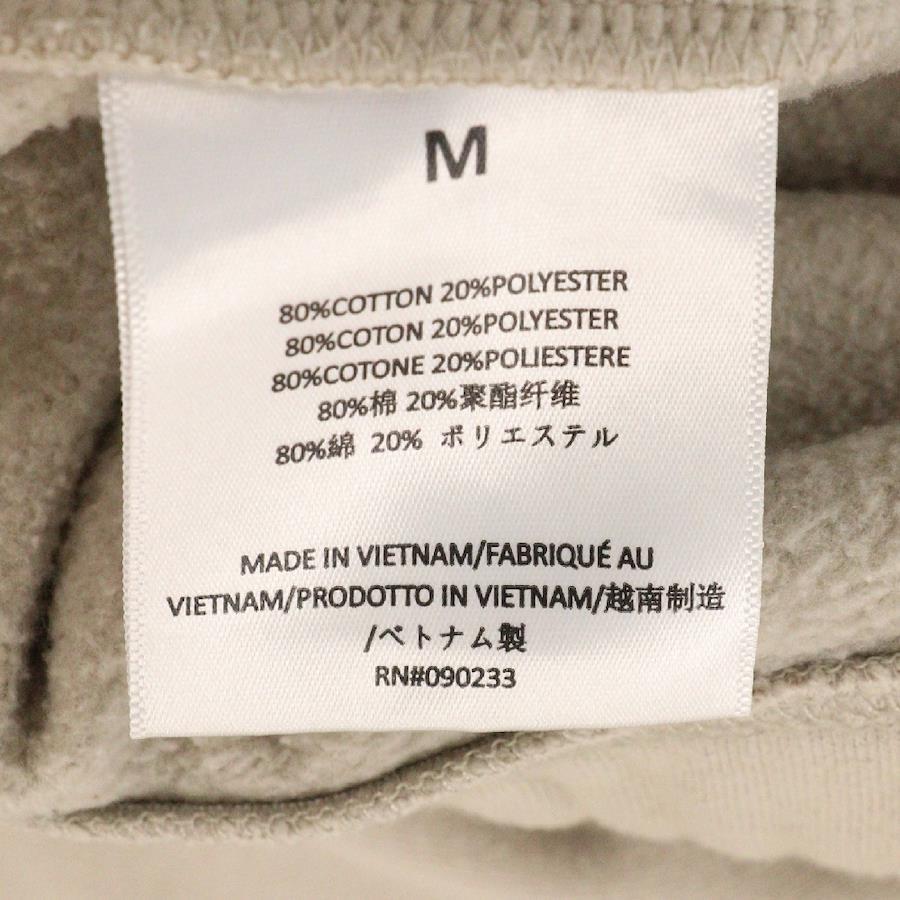 M
80%COTTON 20%POLYESTER
80%COTON 20%POLYESTER
80%COTONE 20%POLIESTERE
80%棉 20%聚酯纤维
80%綿 20% ポリエステル
MADE IN VIETNAM/FABRIQUÉ AU
VIETNAM/PRODOTTO IN VIETNAM/越南制造
/ベトナム製
RN#090233